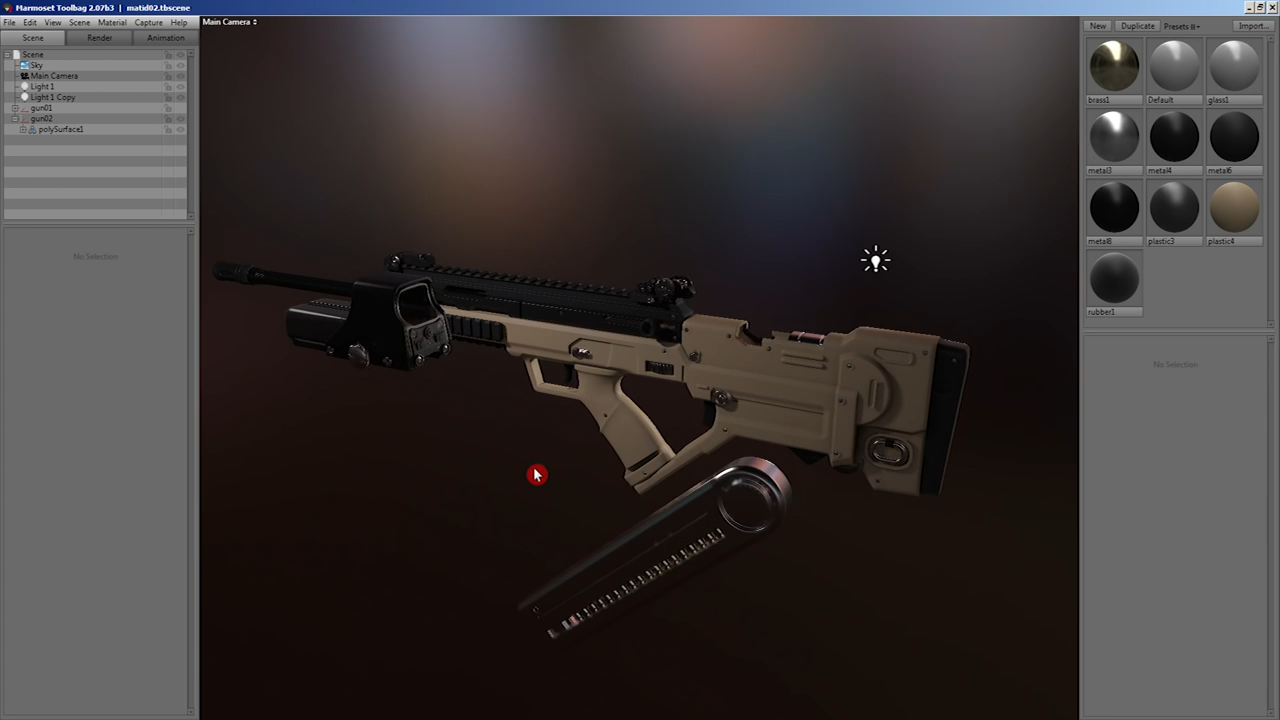 Marmoset Toolbag 2.07b3 | matid02.tbscene
File Edit View Scene Material Capture Help
Main Camera
Scene Render Animation
Scene
Sky
Main Camera
Light 1
Light 1 Copy
gun01
gun02
polySurface1
No Selection
New Duplicate Presets Import...
brass1 Default glass1
metal3 metal4 metal6
metal8 plastic3 plastic4
rubber1
No Selection